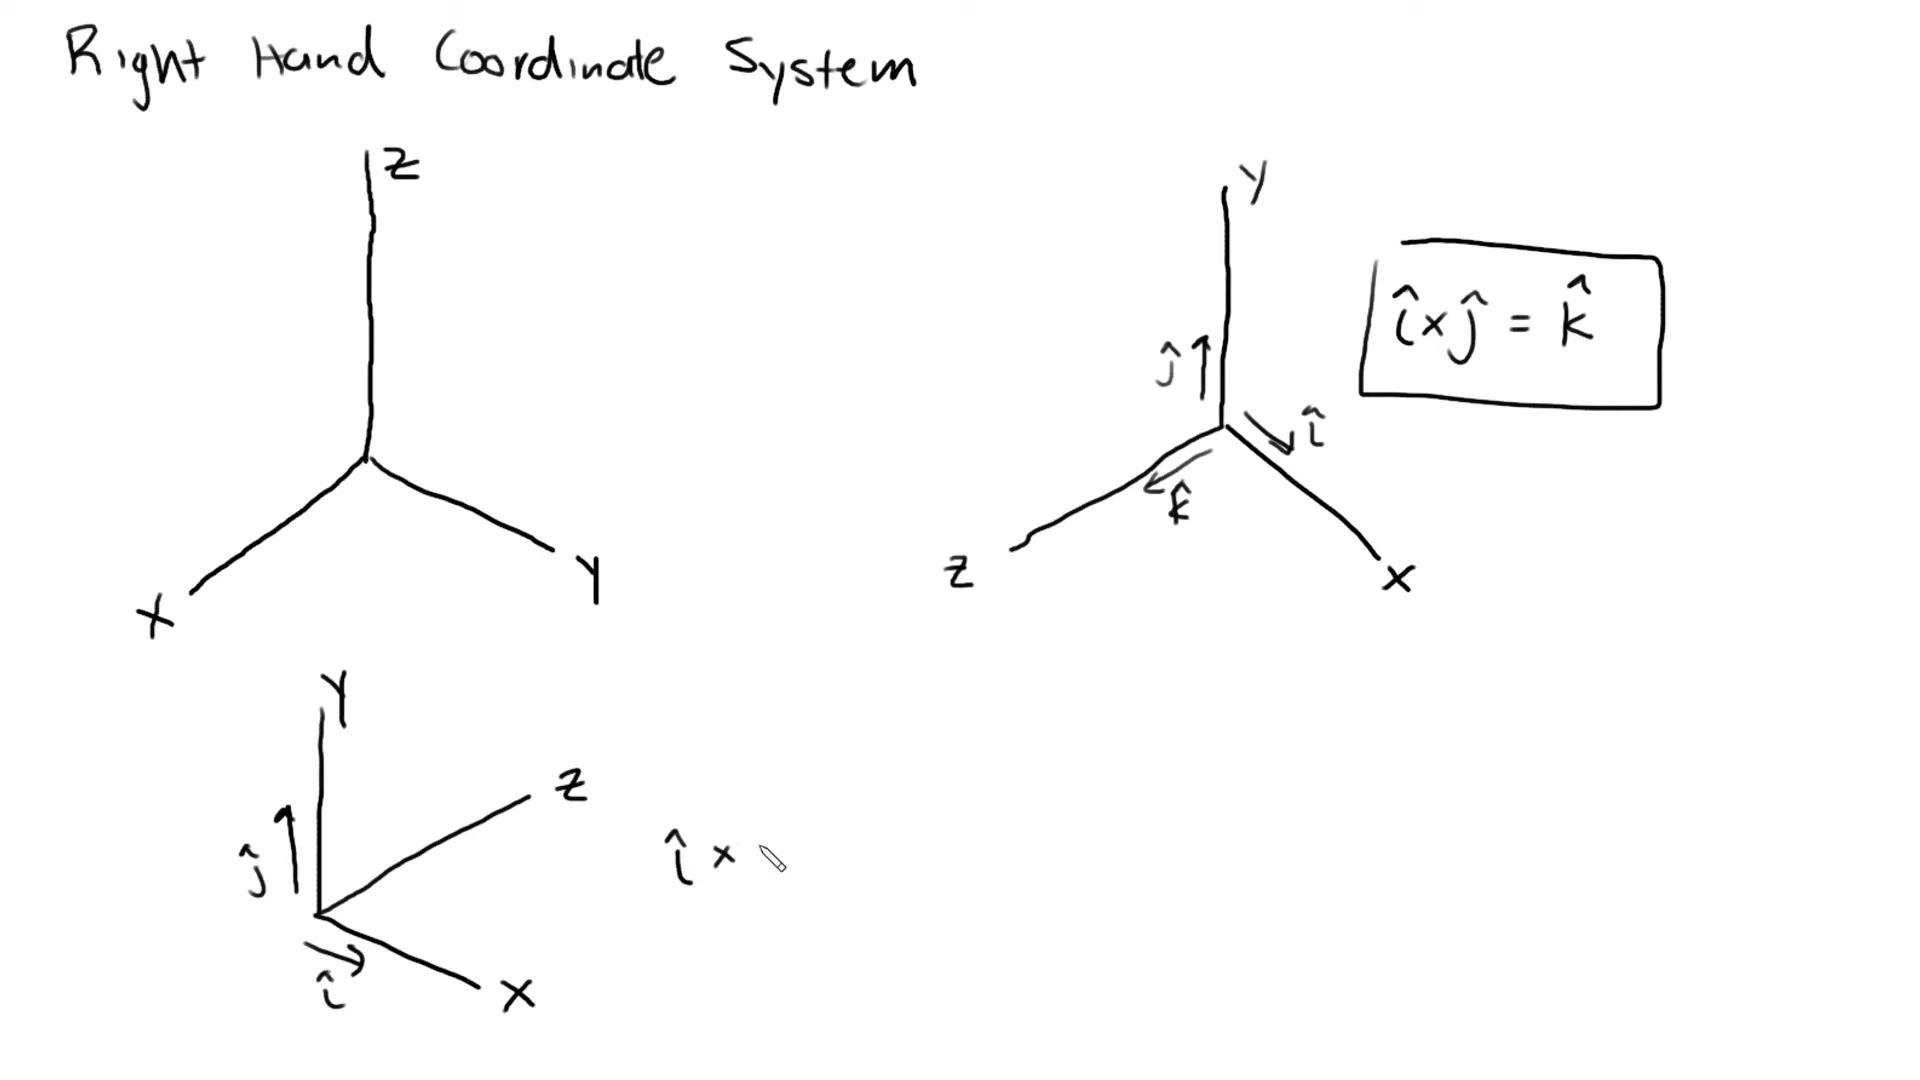 Right Hand Coordinate System
Z
X
Y
Y
ĵ
î
k̂
Z
X
î×ĵ = k̂
Y
Z
ĵ
î
X
î ×